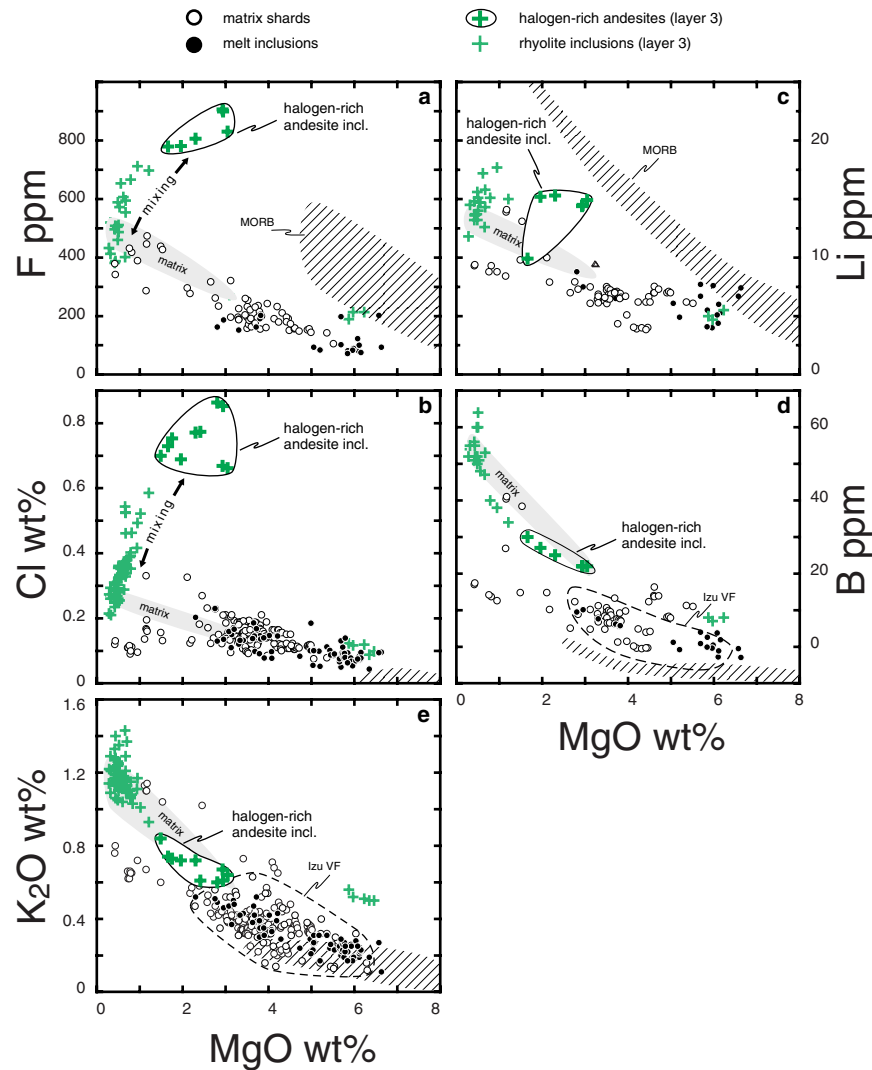 matrix shards
melt inclusions
halogen-rich andesites (layer 3)
rhyolite inclusions (layer 3)
a
F ppm
800
600
400
200
0
halogen-rich
andesite incl.
mixing
matrix
MORB
c
Li ppm
20
10
0
halogen-rich
andesite incl.
MORB
matrix
b
Cl wt%
0.8
0.6
0.4
0.2
0
halogen-rich
andesite incl.
mixing
matrix
d
B ppm
60
40
20
0
matrix
halogen-rich
andesite incl.
Izu VF
0 2 4 6 8
MgO wt%
e
K2O wt%
1.6
1.2
0.8
0.4
0
halogen-rich
andesite incl.
matrix
Izu VF
0 2 4 6 8
MgO wt%